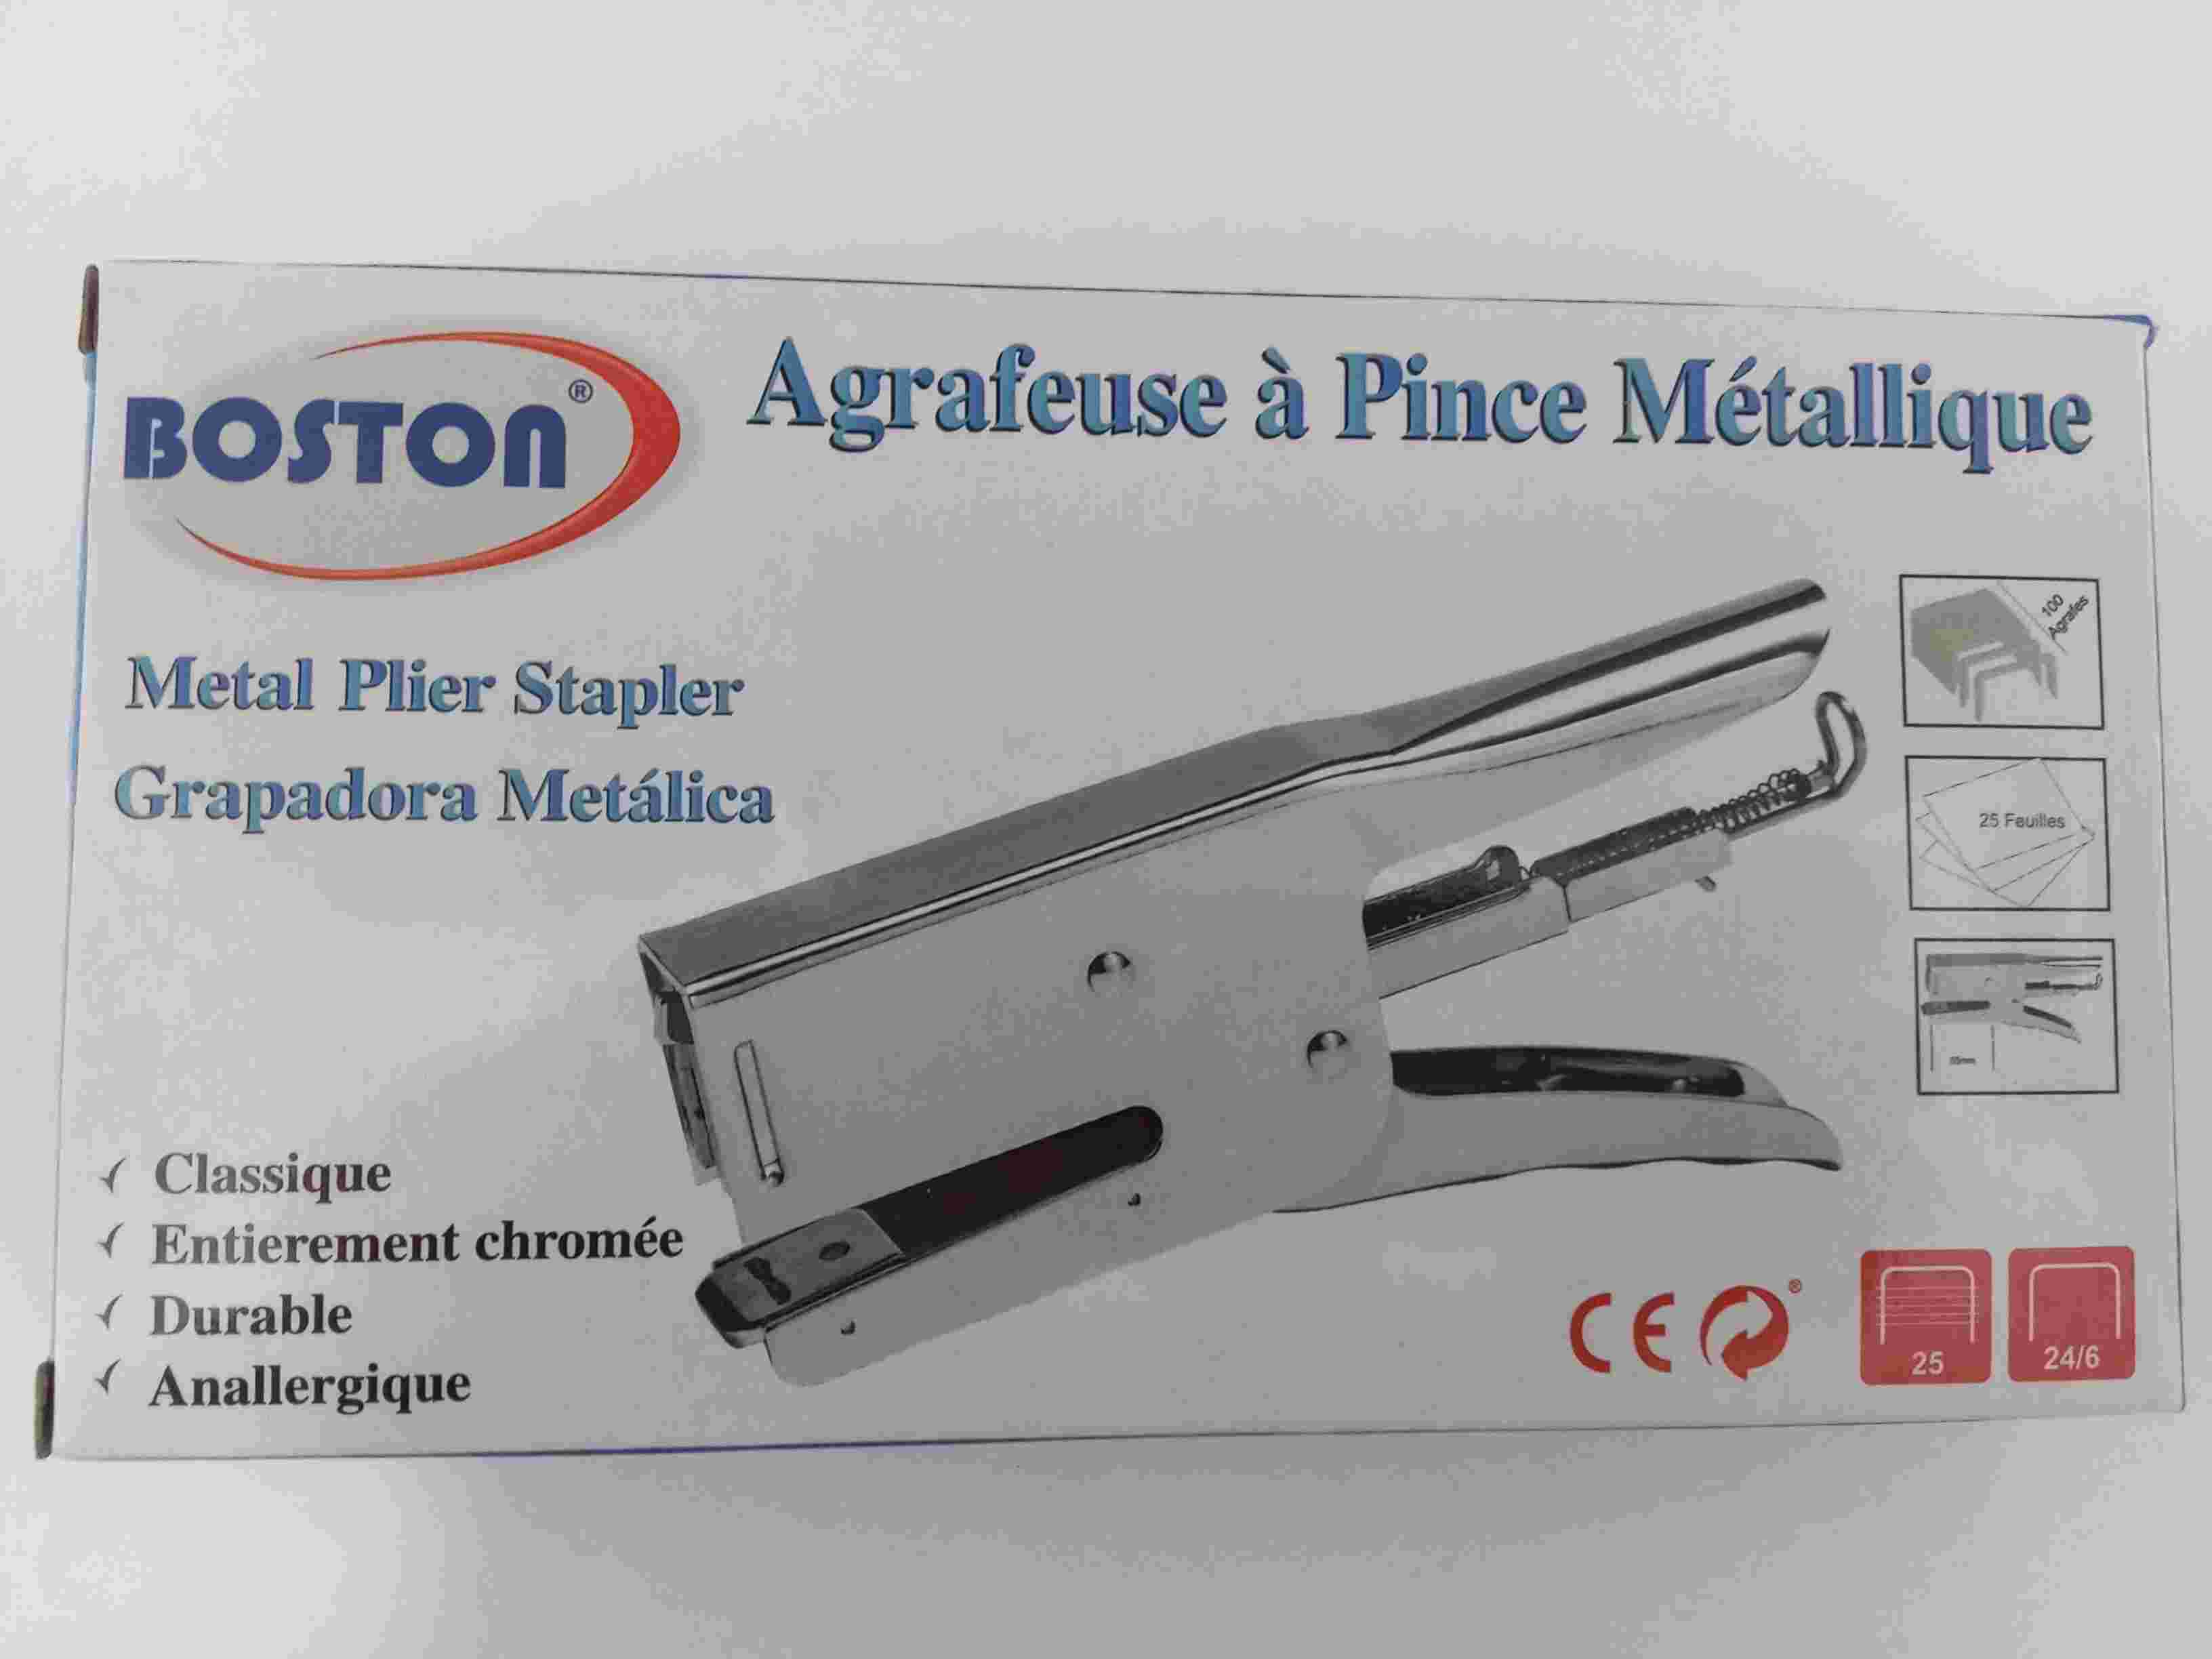 BOSTON®
Agrafeuse à Pince Métallique
Metal Plier Stapler
Grapadora Metálica
100
Agrafes
25 Feuilles
Classique
Entierement chromée
Durable
Anallergique
CE
®
25
24/6